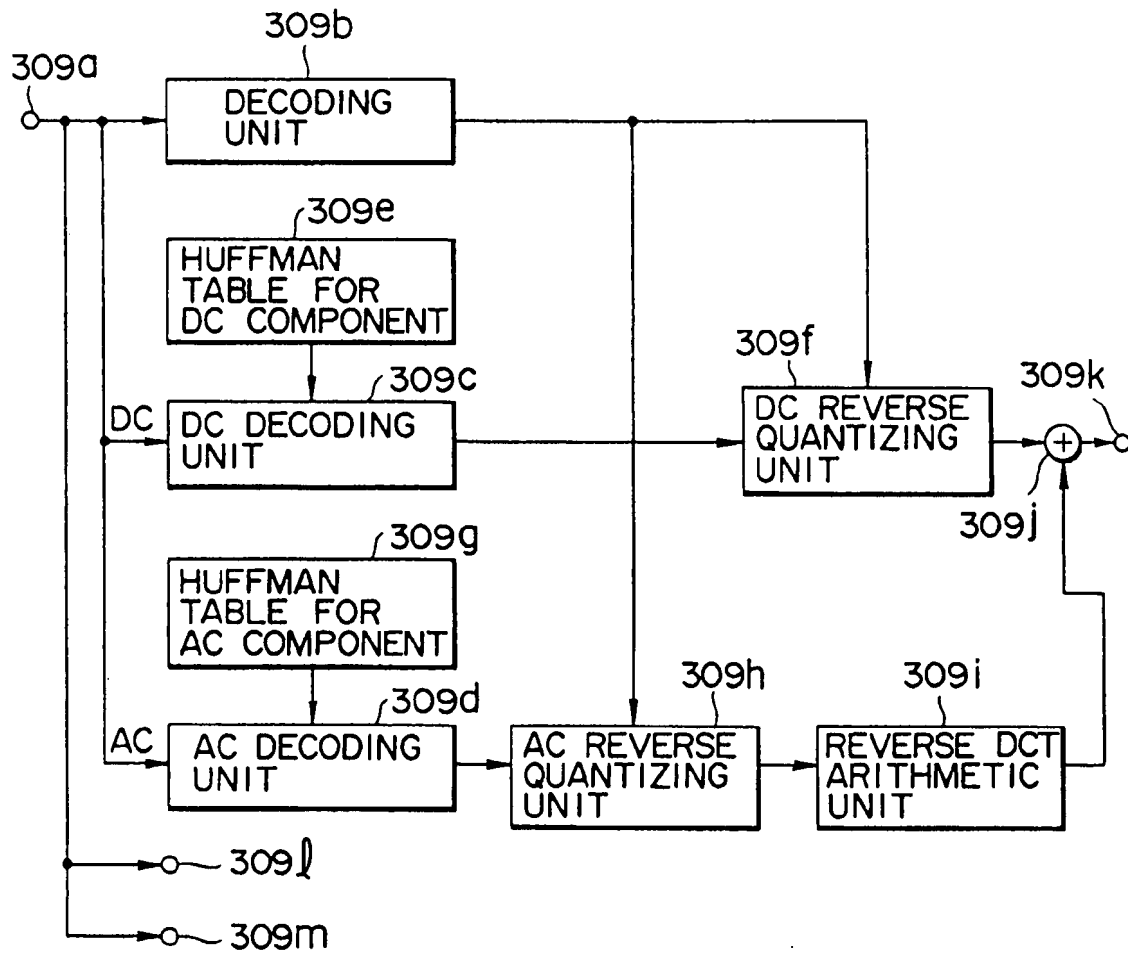 309b
309a
DECODING
UNIT
309e
HUFFMAN
TABLE FOR
DC COMPONENT
309f
309k
309c
DC
DC DECODING
UNIT
DC REVERSE
QUANTIZING
UNIT
+
309j
309g
HUFFMAN
TABLE FOR
AC COMPONENT
309d
309h
309i
AC
AC DECODING
UNIT
AC REVERSE
QUANTIZING
UNIT
REVERSE DCT
ARITHMETIC
UNIT
309l
309m